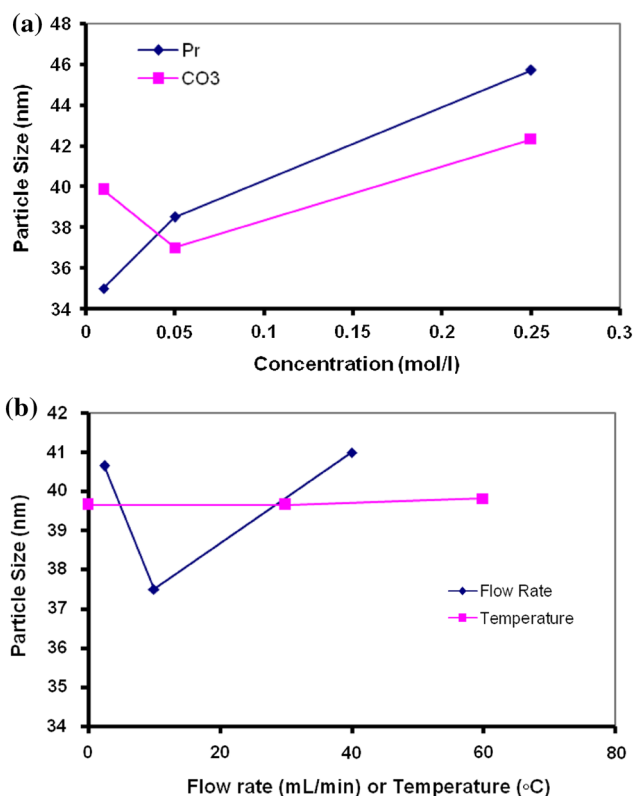 (a)
Pr
CO3
Particle Size (nm)
48
46
44
42
40
38
36
34
0 0.05 0.1 0.15 0.2 0.25 0.3
Concentration (mol/l)
(b)
Particle Size (nm)
42
41
40
39
38
37
36
35
34
Flow Rate
Temperature
0 20 40 60 80
Flow rate (mL/min) or Temperature (◦C)